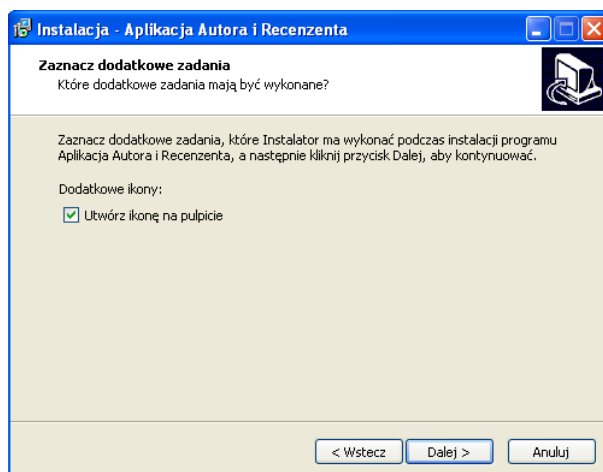 Instalacja - Aplikacja Autora i Recenzenta
Zaznacz dodatkowe zadania
Które dodatkowe zadania mają być wykonane?
Zaznacz dodatkowe zadania, które Instalator ma wykonać podczas instalacji programu
Aplikacja Autora i Recenzenta, a następnie kliknij przycisk Dalej, aby kontynuować.
Dodatkowe ikony:
Utwórz ikonę na pulpicie
< Wstecz
Dalej >
Anuluj